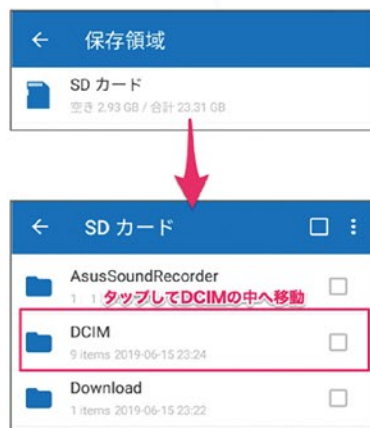 保存領域
SD カード
空き 2.93 GB / 合計 23.31 GB
SD カード
AsusSoundRecorder
タップしてDCIMの中へ移動
DCIM
9 items 2019-06-15 23:24
Download
1 items 2019-06-15 23:22